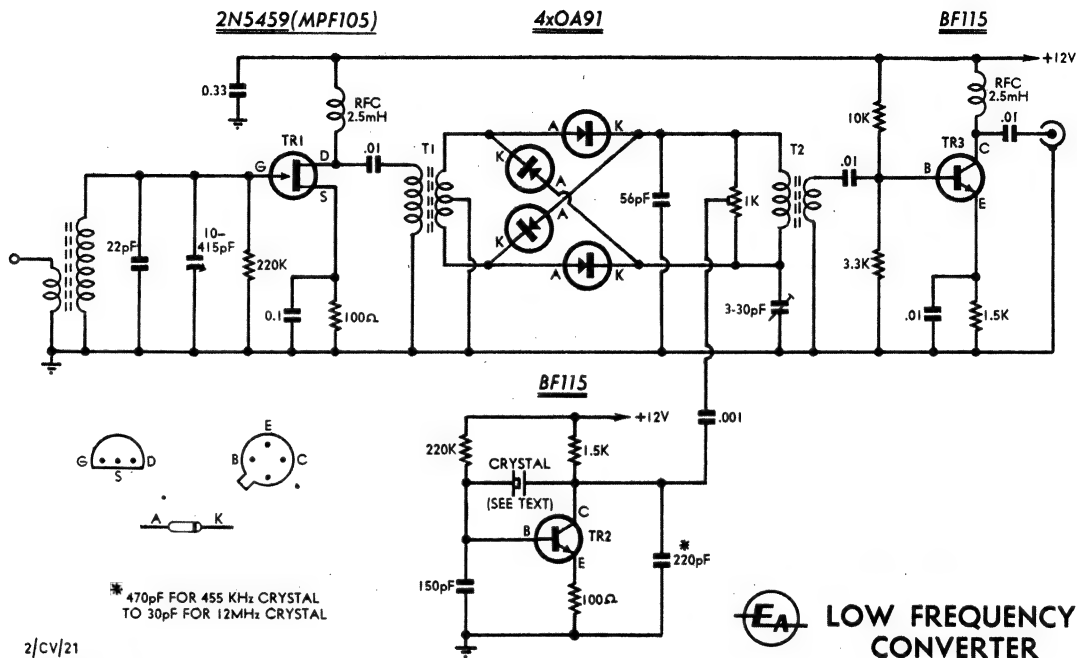 2N5459(MPF105)
4xOA91
BF115
+12V
0.33
RFC
2.5mH
RFC
2.5mH
TR1
D
G
S
.01
T1
A
K
K
A
A
K
A
K
56pF
1K
T2
.01
10K
TR3
C
B
E
.01
22pF
10-
415pF
220K
0.1
100Ω
3-30pF
3.3K
.01
1.5K
BF115
+12V
.001
220K
1.5K
CRYSTAL
(SEE TEXT)
C
B
TR2
E
*
220pF
150pF
100Ω
G
D
S
E
B
C
A
K
* 470pF FOR 455 KHz CRYSTAL
TO 30pF FOR 12MHz CRYSTAL
2/CV/21
EA
LOW FREQUENCY
CONVERTER